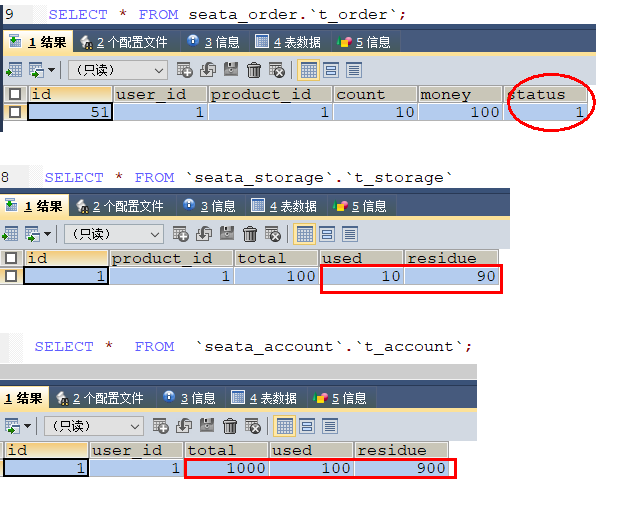 9 SELECT * FROM seata_order.`t_order`;
1 结果 2 个配置文件 3 信息 4 表数据 5 信息
(只读)
id user_id product_id count money status
51 1 1 10 100 1
8 SELECT * FROM `seata_storage`.`t_storage`
1 结果 2 个配置文件 3 信息 4 表数据 5 信息
(只读)
id product_id total used residue
1 1 100 10 90
SELECT * FROM `seata_account`.`t_account`;
1 结果 2 个配置文件 3 信息 4 表数据 5 信息
(只读)
id user_id total used residue
1 1 1000 100 900